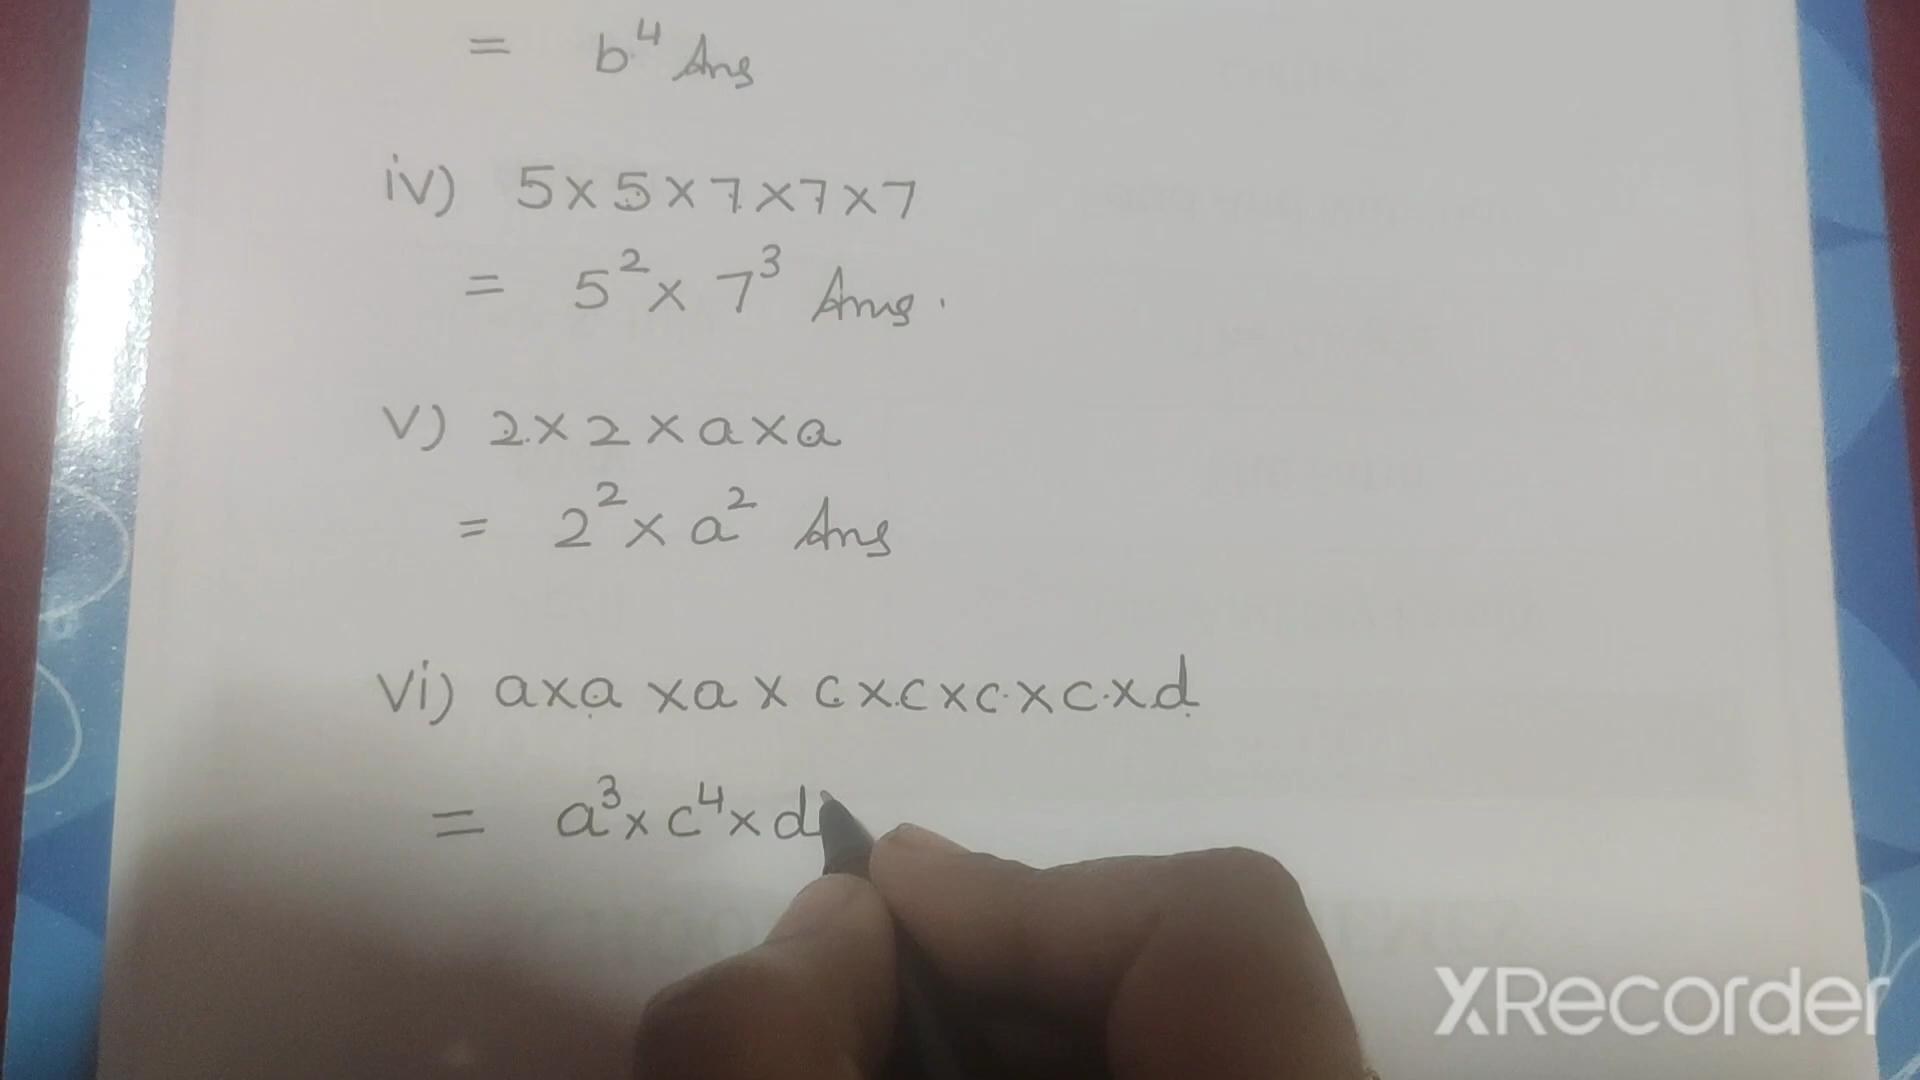 = b⁴ Ans
iv) 5×5×7×7×7
= 5² × 7³ Ans.
v) 2×2×a×a
= 2² × a² Ans
vi) a×a×a×c×c×c×c×d
= a³×c⁴×d
XRecorder